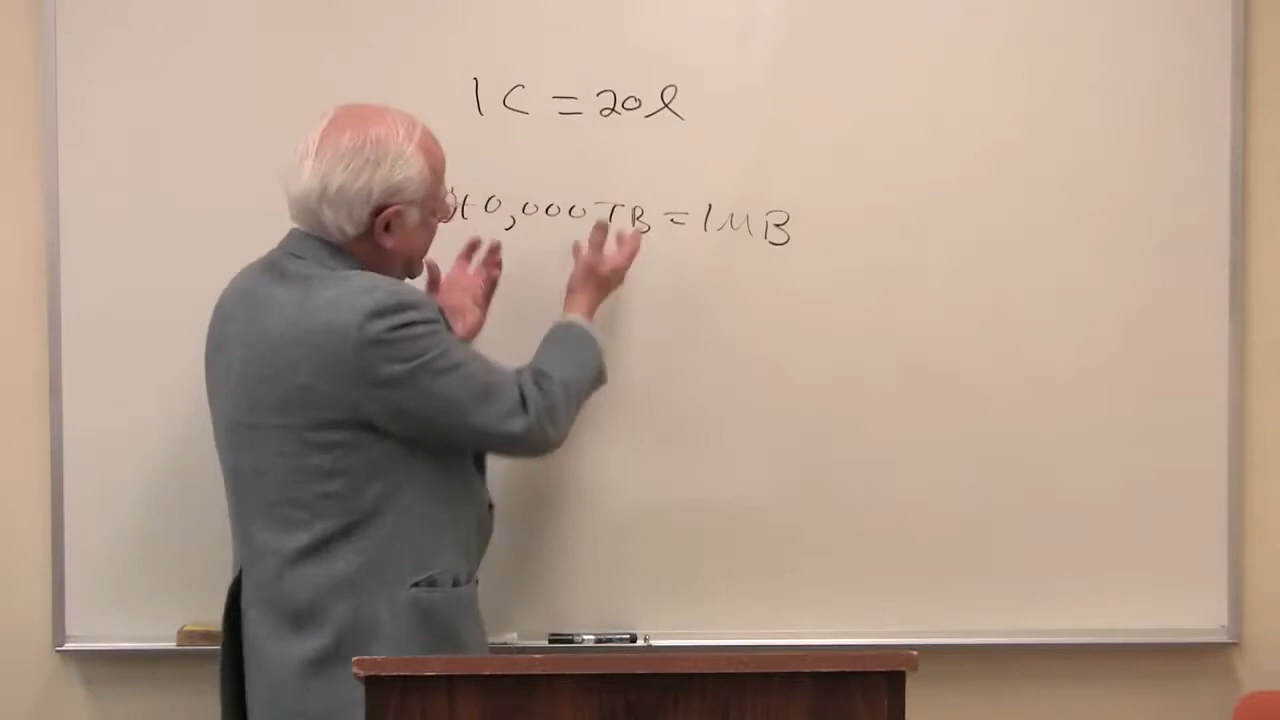 1 C = 20 l
0,000 TB = 1 MB